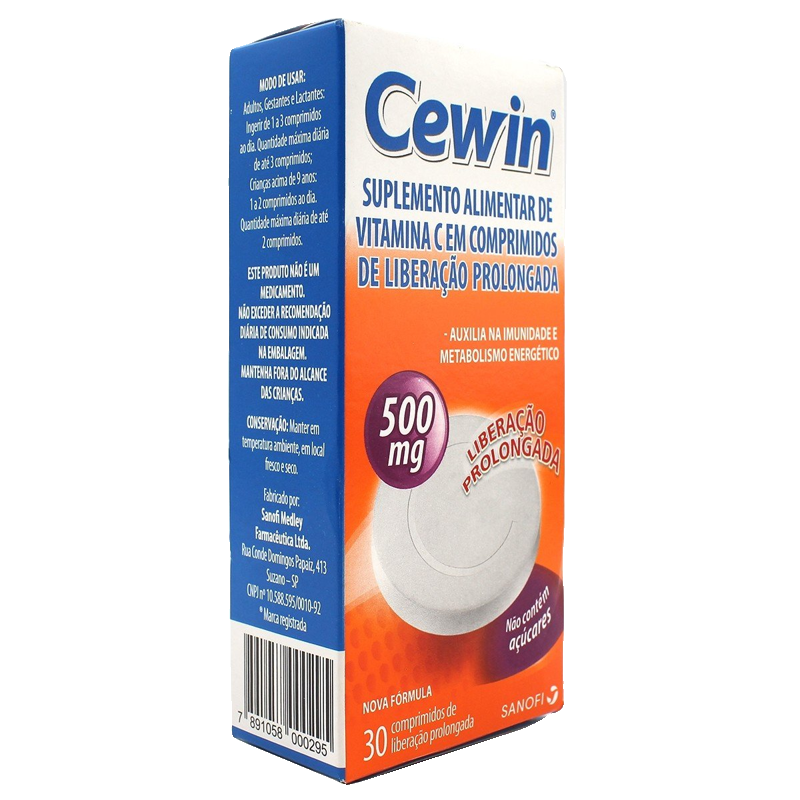 MODO DE USAR:
Adultos, Gestantes e Lactantes:
Ingerir de 1 a 3 comprimidos
ao dia. Quantidade máxima diária
de até 3 comprimidos;
Crianças acima de 9 anos:
1 a 2 comprimidos ao dia.
Quantidade máxima diária de até
2 comprimidos.
ESTE PRODUTO NÃO É UM
MEDICAMENTO.
NÃO EXCEDER A RECOMENDAÇÃO
DIÁRIA DE CONSUMO INDICADA
NA EMBALAGEM.
MANTENHA FORA DO ALCANCE
DAS CRIANÇAS.
CONSERVAÇÃO: Manter em
temperatura ambiente, em local
fresco e seco.
Fabricado por:
Sanofi Medley
Farmacêutica Ltda.
Rua Conde Domingos Papaiz, 413
Suzano – SP
CNPJ nº 10.588.595/0010-92
* Marca registrada
7 891058 000295
Cewin®
SUPLEMENTO ALIMENTAR DE
VITAMINA C EM COMPRIMIDOS
DE LIBERAÇÃO PROLONGADA
- AUXILIA NA IMUNIDADE E
METABOLISMO ENERGÉTICO
500
mg
LIBERAÇÃO
PROLONGADA
Não contém
açúcares
NOVA FÓRMULA
30 comprimidos de
liberação prolongada
SANOFI